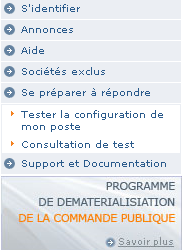 S'identifier
Annonces
Aide
Sociétés exclus
Se préparer à répondre
Tester la configuration de
mon poste
Consultation de test
Support et Documentation
PROGRAMME
DE DEMATERIALISIATION
DE LA COMMANDE PUBLIQUE
Savoir plus